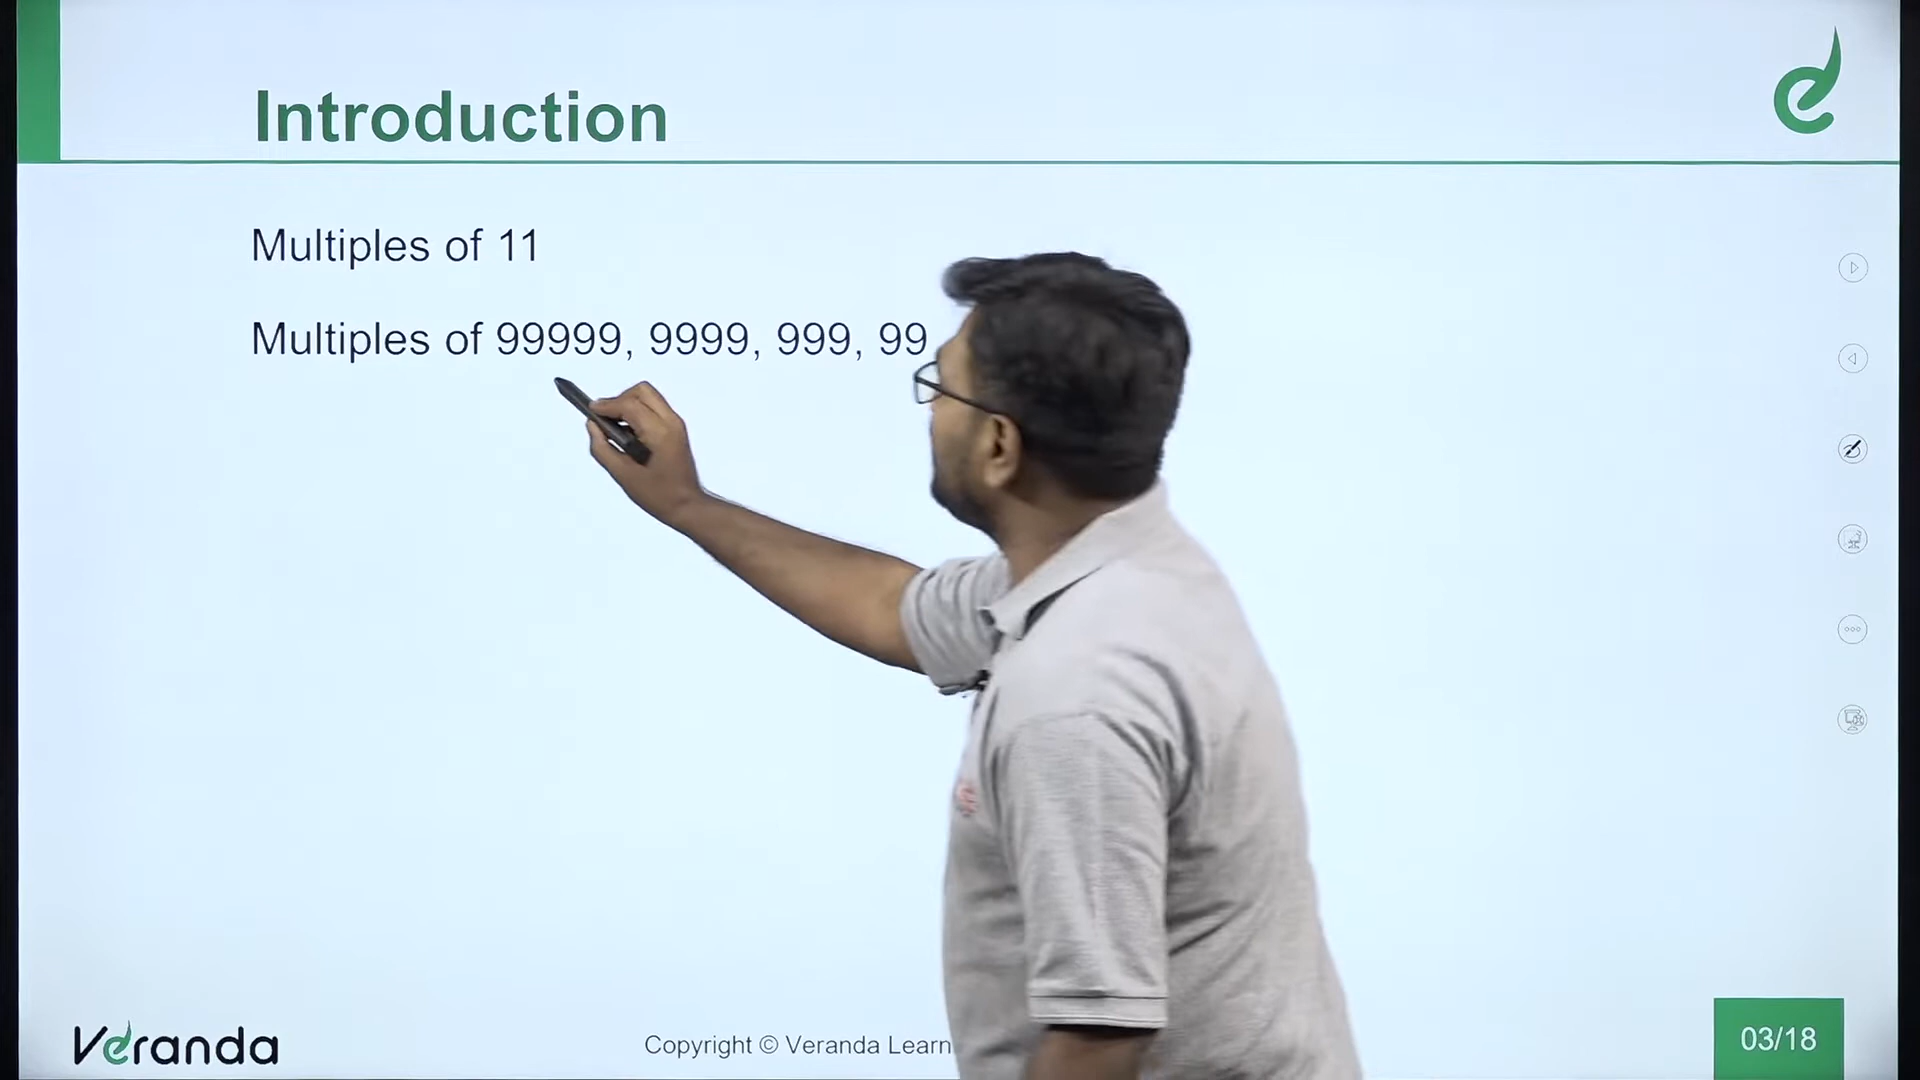 Introduction
Multiples of 11
Multiples of 99999, 9999, 999, 99
Veranda
Copyright © Veranda Learn
03/18